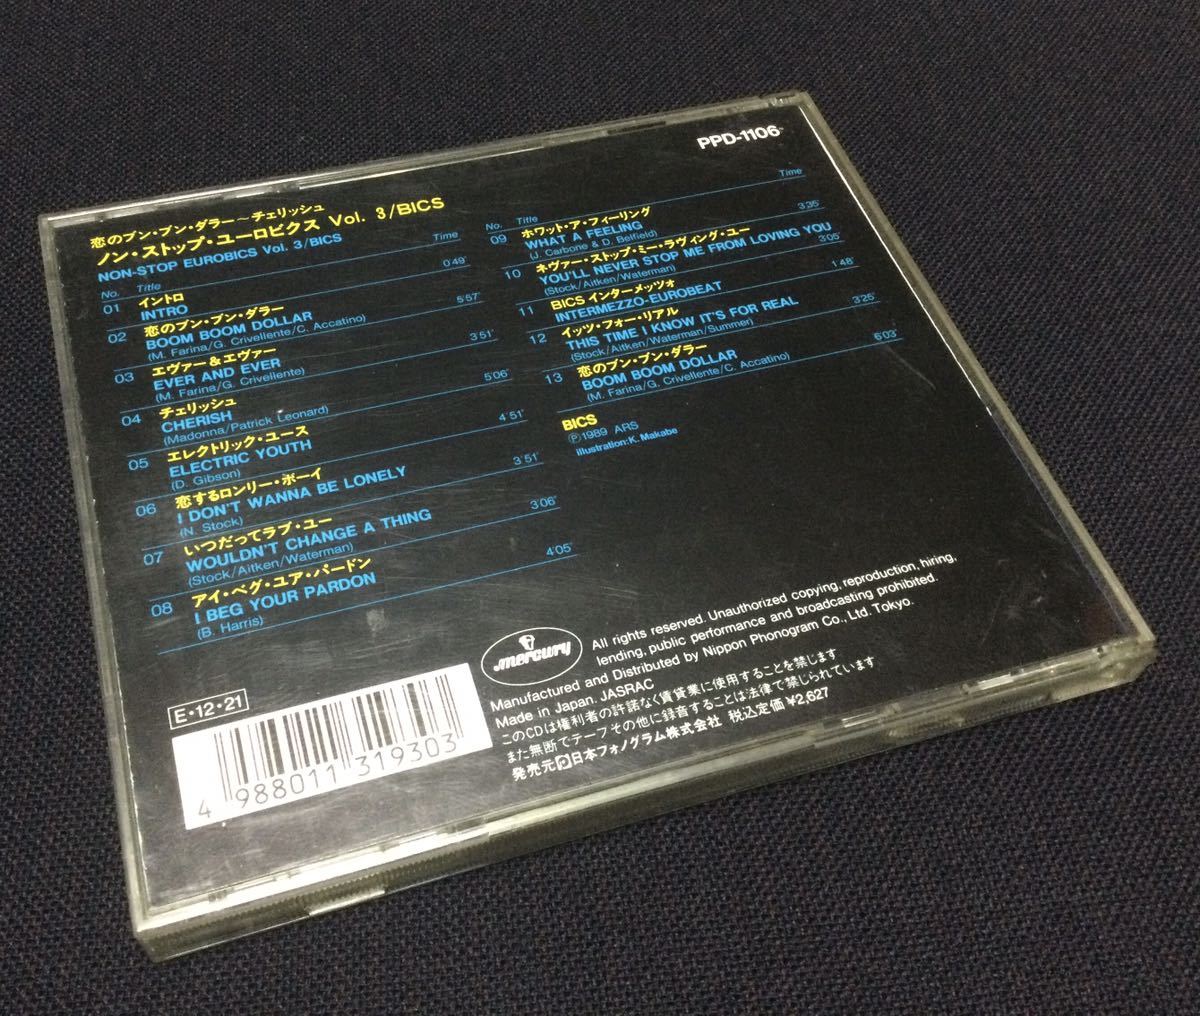 PPD-1106
恋のブン・ブン・ダラー～チェリッシュ
ノン・ストップ・ユーロビクス Vol. 3/BICS
NON-STOP EUROBICS Vol. 3/BICS
No. Title Time
01 イントロ 0'49"
INTRO
02 恋のブン・ブン・ダラー 5'57"
BOOM BOOM DOLLAR
(M. Farina/G. Crivellente/C. Accatino)
03 エヴァー&エヴァー 3'51"
EVER AND EVER
(M. Farina/G. Crivellente)
04 チェリッシュ 5'06"
CHERISH
(Madonna/Patrick Leonard)
05 エレクトリック・ユース 4'51"
ELECTRIC YOUTH
(D. Gibson)
06 恋するロンリー・ボーイ 3'51"
I DON'T WANNA BE LONELY
(N. Stock)
07 いつだってラブ・ユー 3'06"
WOULDN'T CHANGE A THING
(Stock/Aitken/Waterman)
08 アイ・ベグ・ユア・パードン 4'05"
I BEG YOUR PARDON
(B. Harris)
No. Title Time
09 ホワット・ア・フィーリング 3'35"
WHAT A FEELING
(J. Carbone & D. Belfield)
10 ネヴァー・ストップ・ミー・ラヴィング・ユー 3'05"
YOU'LL NEVER STOP ME FROM LOVING YOU
(Stock/Aitken/Waterman)
11 BICS インターメッツォ 1'48"
INTERMEZZO-EUROBEAT
12 イッツ・フォー・リアル 3'25"
THIS TIME I KNOW IT'S FOR REAL
(Stock/Aitken/Waterman/Summer)
13 恋のブン・ブン・ダラー 6'03"
BOOM BOOM DOLLAR
(M. Farina/G. Crivellente/C. Accatino)
BICS
Ⓟ1989 ARS
illustration:K. Makabe
mercury
All rights reserved. Unauthorized copying, reproduction, hiring,
lending, public performance and broadcasting prohibited.
Manufactured and Distributed by Nippon Phonogram Co., Ltd. Tokyo.
Made in Japan. JASRAC
このCDは権利者の許諾なく賃貸業に使用することを禁じます
また無断でテープその他に録音することは法律で禁じられています
発売元 日本フォノグラム株式会社 税込定価¥2,627
E・12・21
4 988011 319303